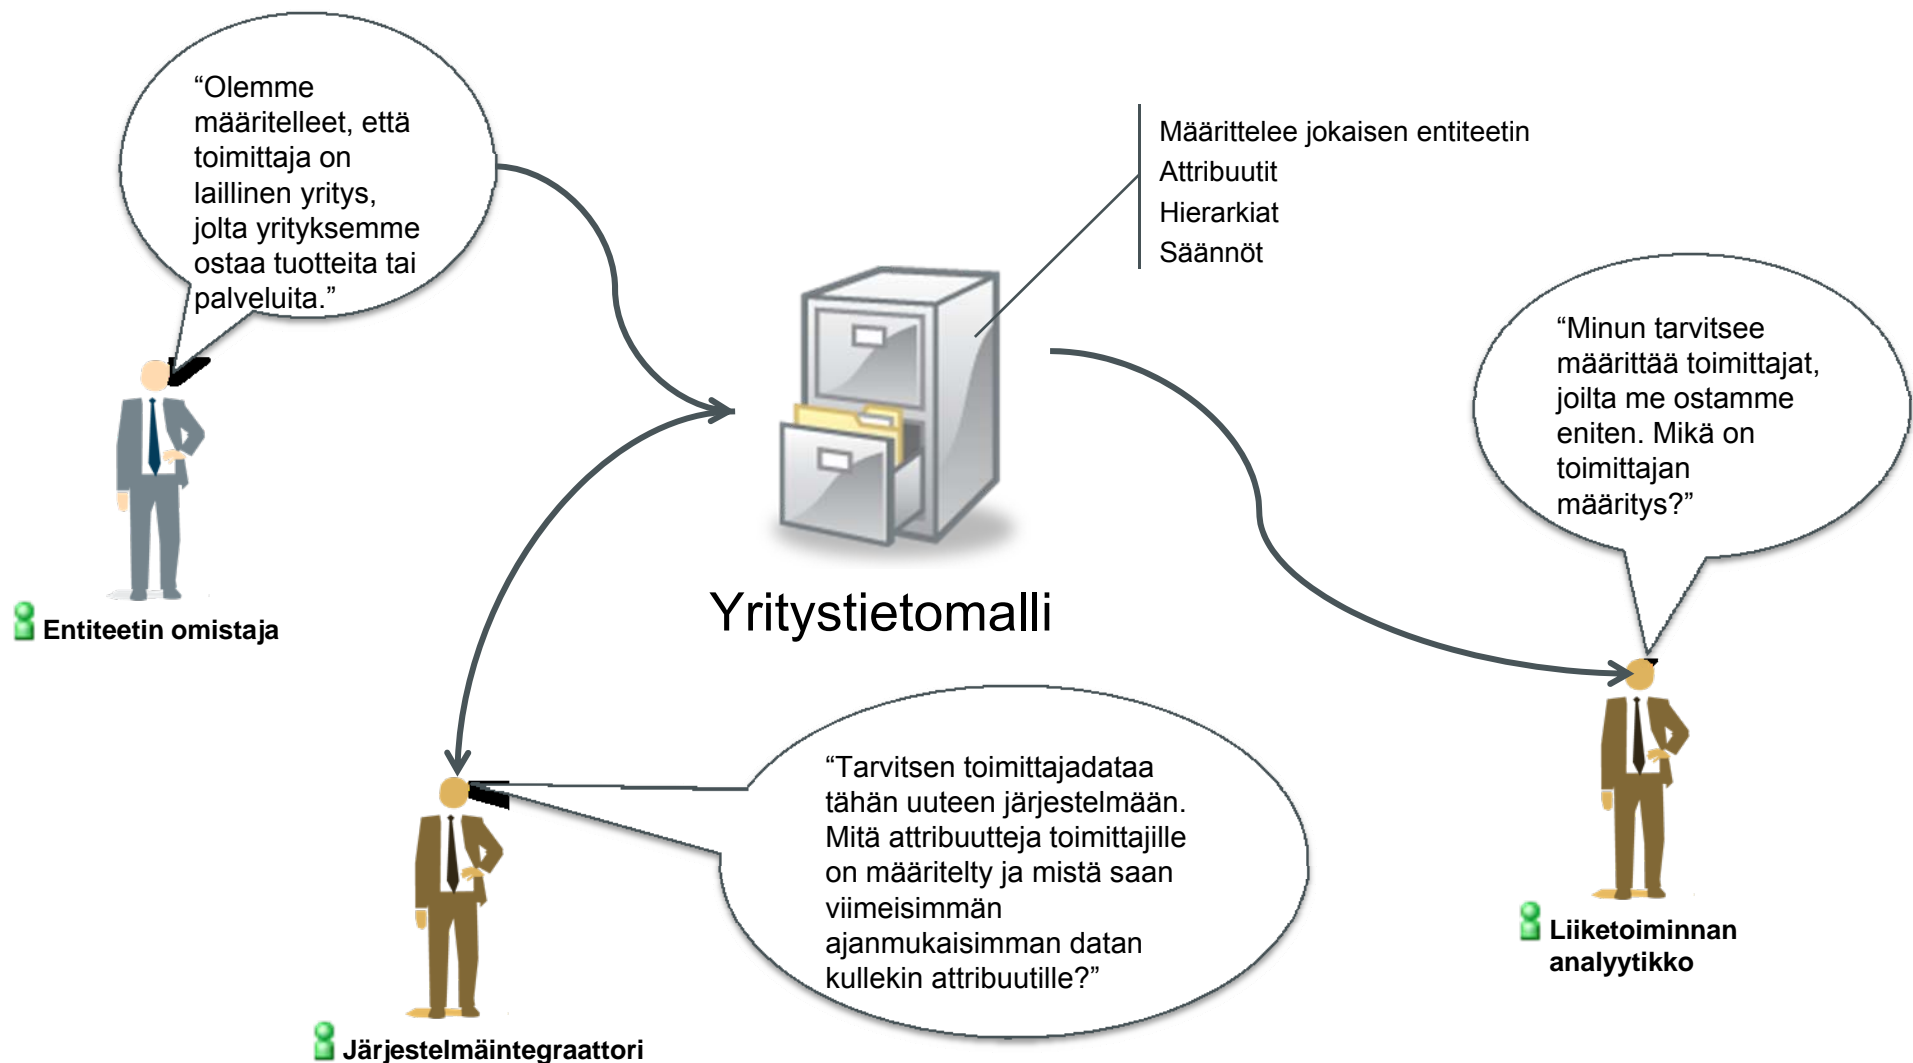 “Olemme
määritelleet, että
toimittaja on
laillinen yritys,
jolta yrityksemme
ostaa tuotteita tai
palveluita.”
Entiteetin omistaja
Määrittelee jokaisen entiteetin
Attribuutit
Hierarkiat
Säännöt
Yritystietomalli
“Minun tarvitsee
määrittää toimittajat,
joilta me ostamme
eniten. Mikä on
toimittajan
määritys?”
Liiketoiminnan
analyytikko
“Tarvitsen toimittajadataa
tähän uuteen järjestelmään.
Mitä attribuutteja toimittajille
on määritelty ja mistä saan
viimeisimmän
ajanmukaisimman datan
kullekin attribuutille?”
Järjestelmäintegraattori